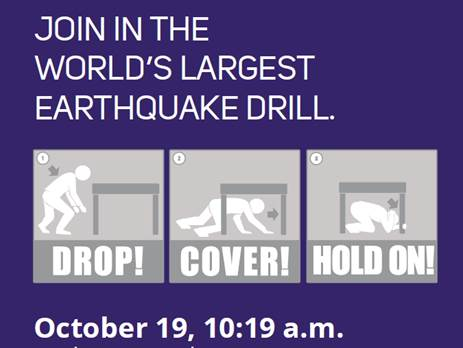 JOIN IN THE
WORLD'S LARGEST
EARTHQUAKE DRILL.
1
2
3
DROP!
COVER!
HOLD ON!
October 19, 10:19 a.m.